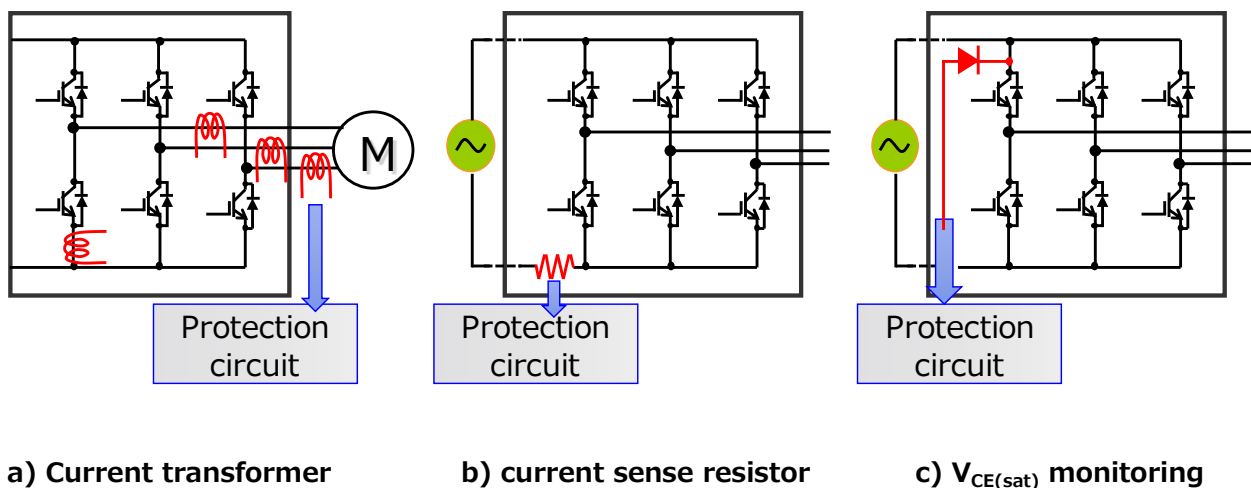 M
Protection
circuit
Protection
circuit
Protection
circuit
a) Current transformer
b) current sense resistor
c) VCE(sat) monitoring